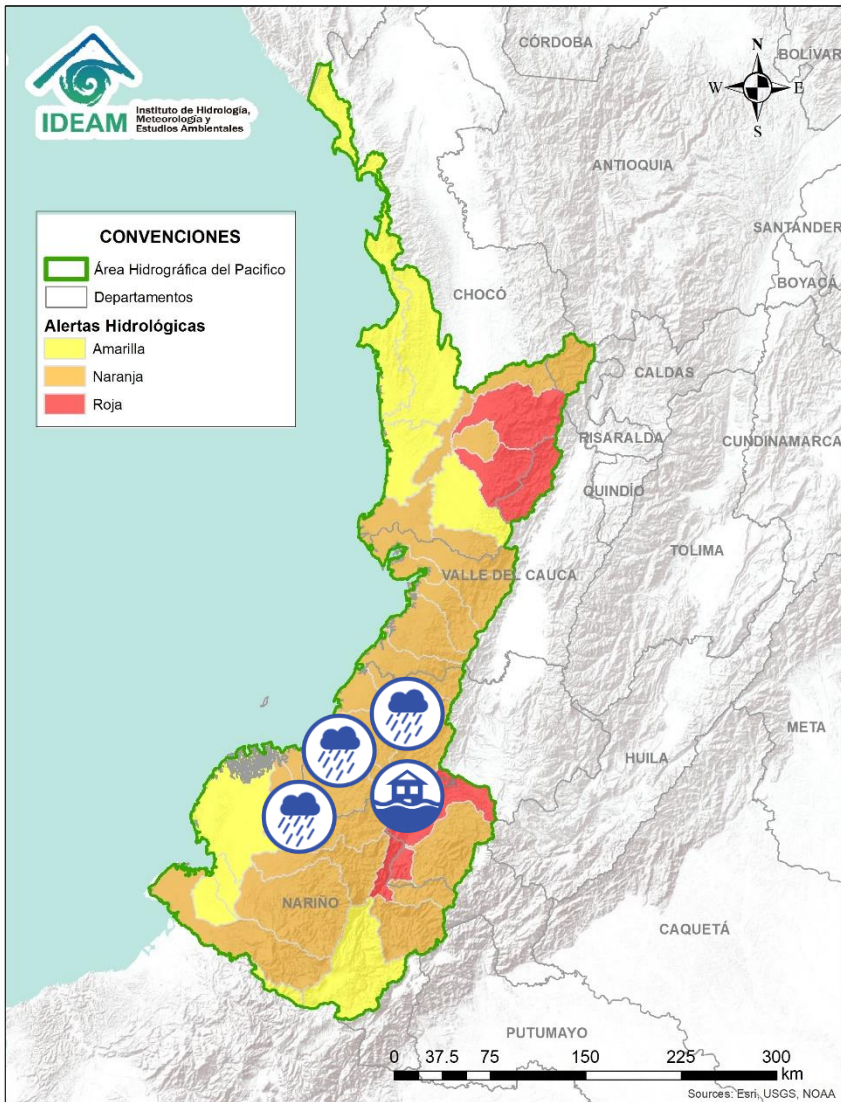 IDEAM
Instituto de Hidrología,
Meteorología y
Estudios Ambientales
CÓRDOBA
BOLÍVAR
N
W
E
S
ANTIOQUIA
SANTANDER
BOYACÁ
CONVENCIONES
Área Hidrográfica del Pacifico
Departamentos
Alertas Hidrológicas
Amarilla
Naranja
Roja
CHOCÓ
CALDAS
RISARALDA
CUNDINAMARCA
QUINDÍO
TOLIMA
VALLE DEL CAUCA
META
HUILA
NARIÑO
CAQUETÁ
PUTUMAYO
0 37.5 75 150 225 300
km
Sources: Esri, USGS, NOAA